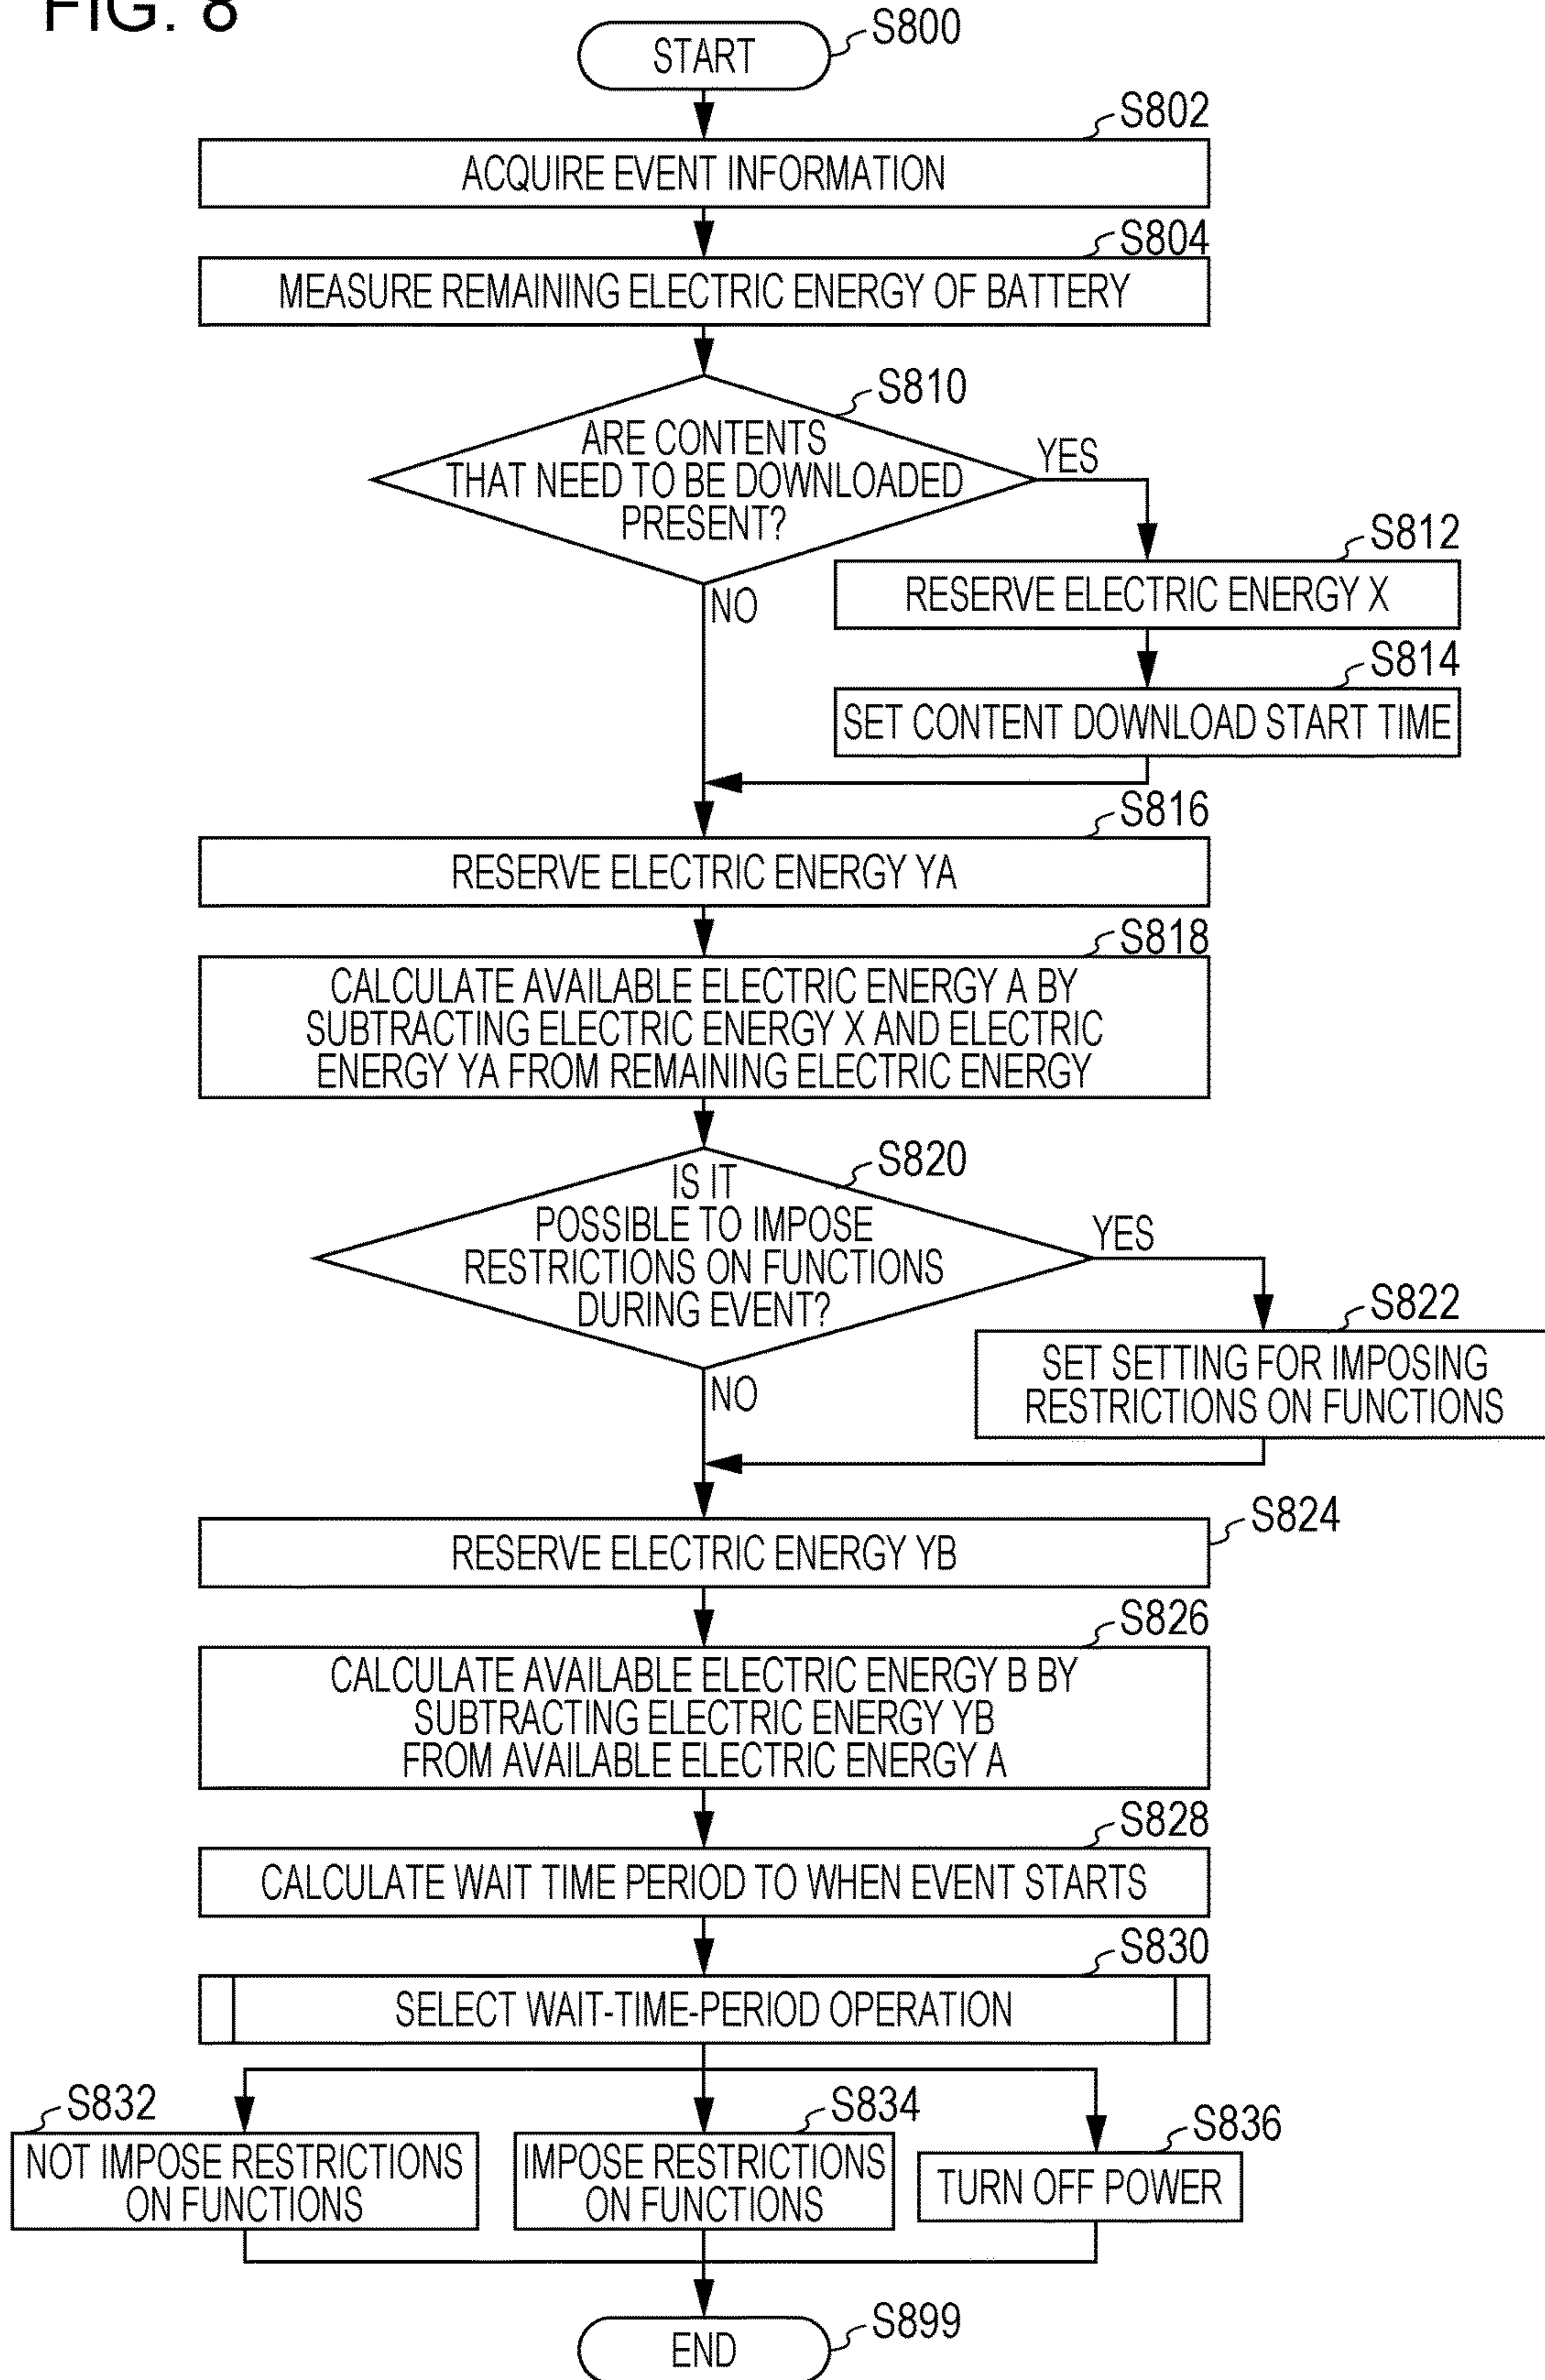 FIG. 8
START
S800
S802
ACQUIRE EVENT INFORMATION
S804
MEASURE REMAINING ELECTRIC ENERGY OF BATTERY
S810
ARE CONTENTS
THAT NEED TO BE DOWNLOADED
PRESENT?
YES
NO
S812
RESERVE ELECTRIC ENERGY X
S814
SET CONTENT DOWNLOAD START TIME
S816
RESERVE ELECTRIC ENERGY YA
S818
CALCULATE AVAILABLE ELECTRIC ENERGY A BY
SUBTRACTING ELECTRIC ENERGY X AND ELECTRIC
ENERGY YA FROM REMAINING ELECTRIC ENERGY
S820
IS IT
POSSIBLE TO IMPOSE
RESTRICTIONS ON FUNCTIONS
DURING EVENT?
YES
NO
S822
SET SETTING FOR IMPOSING
RESTRICTIONS ON FUNCTIONS
S824
RESERVE ELECTRIC ENERGY YB
S826
CALCULATE AVAILABLE ELECTRIC ENERGY B BY
SUBTRACTING ELECTRIC ENERGY YB
FROM AVAILABLE ELECTRIC ENERGY A
S828
CALCULATE WAIT TIME PERIOD TO WHEN EVENT STARTS
S830
SELECT WAIT-TIME-PERIOD OPERATION
S832
NOT IMPOSE RESTRICTIONS
ON FUNCTIONS
S834
IMPOSE RESTRICTIONS
ON FUNCTIONS
S836
TURN OFF POWER
END
S899